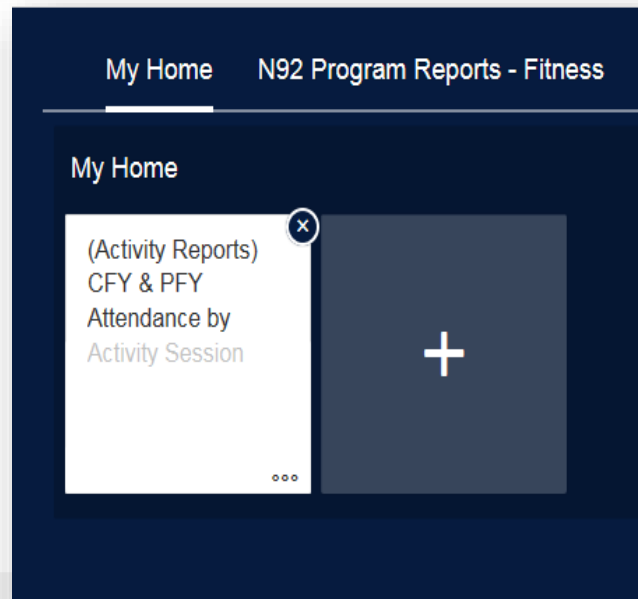 My Home N92 Program Reports - Fitness
My Home
(Activity Reports)
CFY & PFY
Attendance by
Activity Session